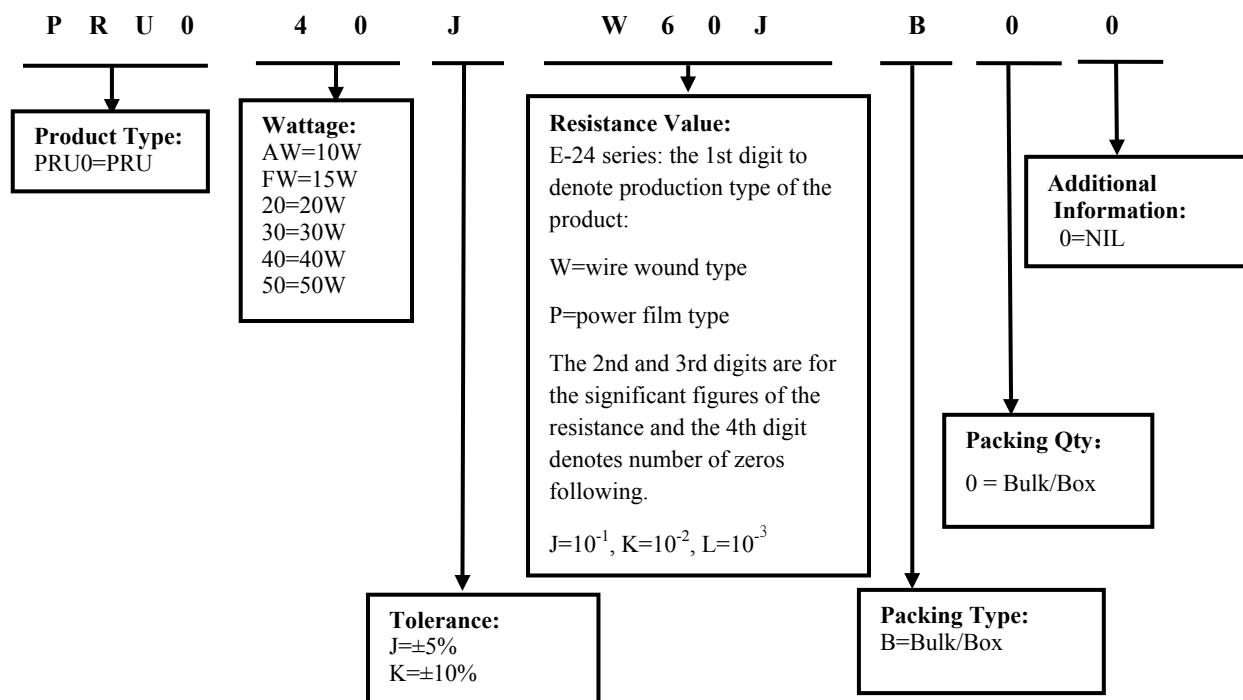 P R U 0 4 0 J W 6 0 J B 0 0
Product Type:
PRU0=PRU
Wattage:
AW=10W
FW=15W
20=20W
30=30W
40=40W
50=50W
Resistance Value:
E-24 series: the 1st digit to
denote production type of the
product:
W=wire wound type
P=power film type
The 2nd and 3rd digits are for
the significant figures of the
resistance and the 4th digit
denotes number of zeros
following.
J=10⁻¹, K=10⁻², L=10⁻³
Additional
Information:
0=NIL
Packing Qty：
0 = Bulk/Box
Tolerance:
J=±5%
K=±10%
Packing Type:
B=Bulk/Box